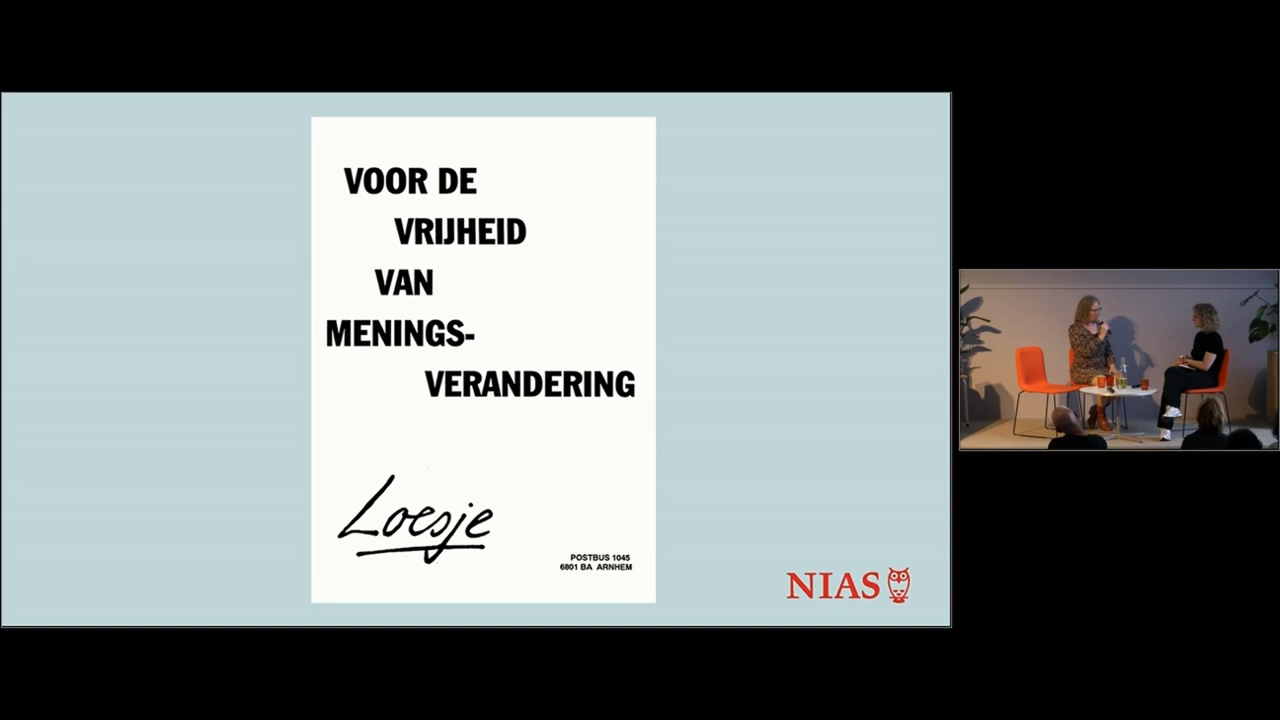 VOOR DE
VRIJHEID
VAN
MENINGS-
VERANDERING
Loesje
POSTBUS 1045
6801 BA ARNHEM
NIAS